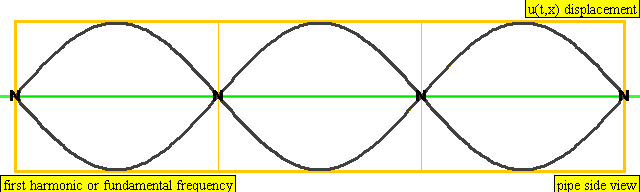 u(t,x) displacement
N N N N
first harmonic or fundamental frequency
pipe side view